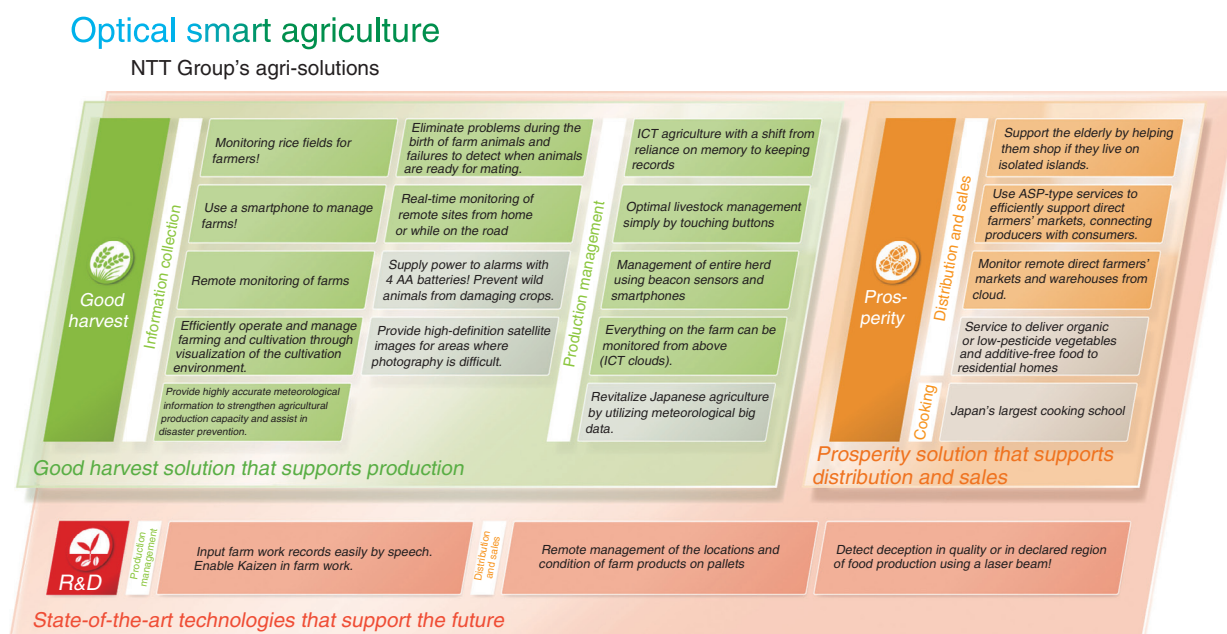 Optical smart agriculture
NTT Group's agri-solutions
Good
harvest
Information collection
Monitoring rice fields for
farmers!
Use a smartphone to manage
farms!
Remote monitoring of farms
Efficiently operate and manage
farming and cultivation through
visualization of the cultivation
environment.
Provide highly accurate meteorological
information to strengthen agricultural
production capacity and assist in
disaster prevention.
Eliminate problems during the
birth of farm animals and
failures to detect when animals
are ready for mating.
Real-time monitoring of
remote sites from home
or while on the road
Supply power to alarms with
4 AA batteries! Prevent wild
animals from damaging crops.
Provide high-definition satellite
images for areas where
photography is difficult.
Production management
ICT agriculture with a shift from
reliance on memory to keeping
records
Optimal livestock management
simply by touching buttons
Management of entire herd
using beacon sensors and
smartphones
Everything on the farm can be
monitored from above
(ICT clouds).
Revitalize Japanese agriculture
by utilizing meteorological big
data.
Good harvest solution that supports production
Pros-
perity
Distribution and sales
Support the elderly by helping
them shop if they live on
isolated islands.
Use ASP-type services to
efficiently support direct
farmers' markets, connecting
producers with consumers.
Monitor remote direct farmers'
markets and warehouses from
cloud.
Service to deliver organic
or low-pesticide vegetables
and additive-free food to
residential homes
Cooking
Japan's largest cooking school
Prosperity solution that supports
distribution and sales
R&D
Production
management
Input farm work records easily by speech.
Enable Kaizen in farm work.
Distribution
and sales
Remote management of the locations and
condition of farm products on pallets
Detect deception in quality or in declared region
of food production using a laser beam!
State-of-the-art technologies that support the future